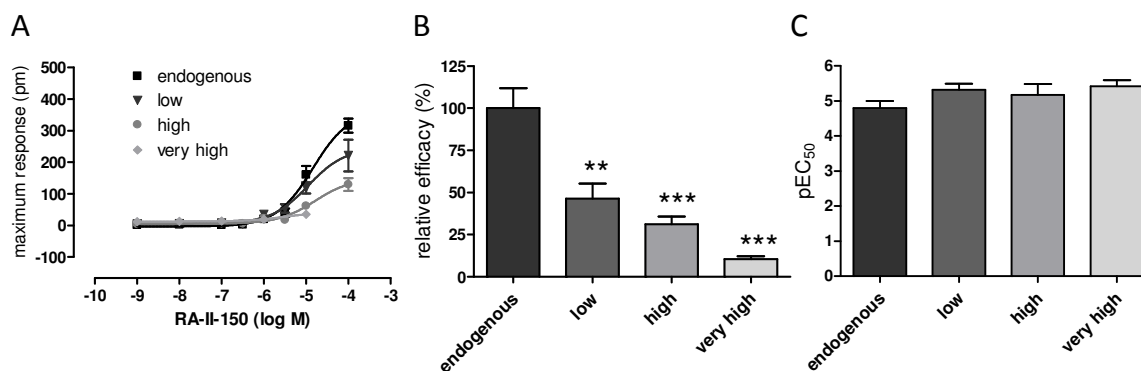 A
maximum response (pm)
500
400
300
200
100
0
-100
endogenous
low
high
very high
-10 -9 -8 -7 -6 -5 -4 -3
RA-II-150 (log M)
B
relative efficacy (%)
125
100
75
50
25
0
**
***
***
endogenous
low
high
very high
C
pEC50
6
5
4
3
2
1
0
endogenous
low
high
very high